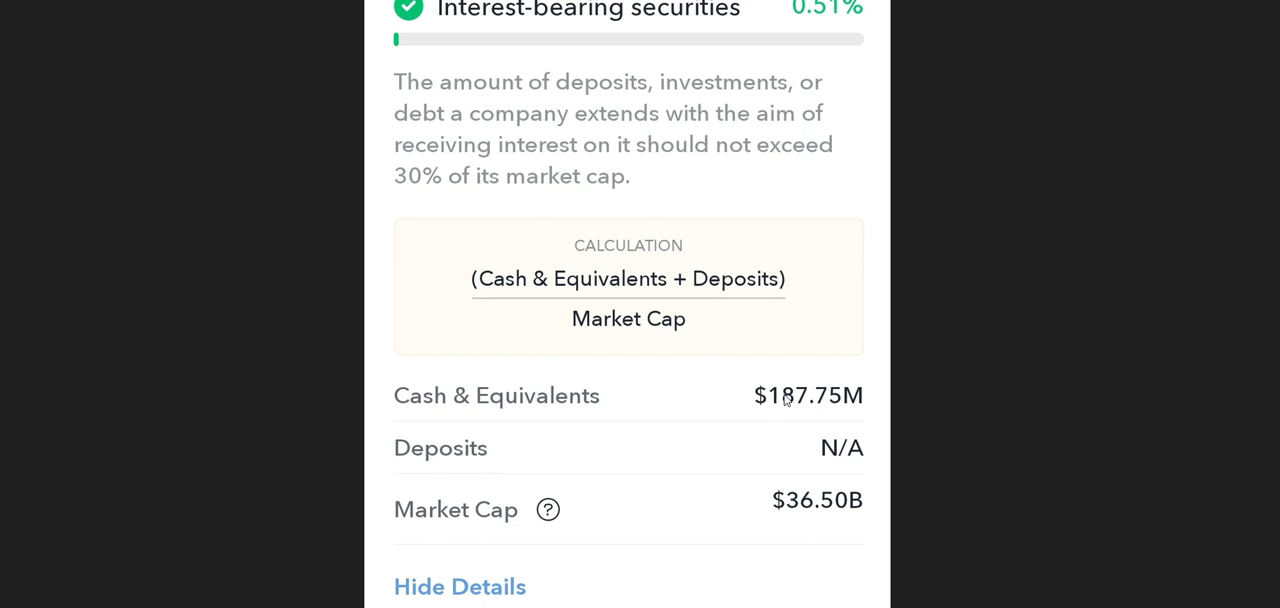 Interest-bearing securities 0.51%
The amount of deposits, investments, or
debt a company extends with the aim of
receiving interest on it should not exceed
30% of its market cap.
CALCULATION
(Cash & Equivalents + Deposits)
Market Cap
Cash & Equivalents $187.75M
Deposits N/A
Market Cap ? $36.50B
Hide Details